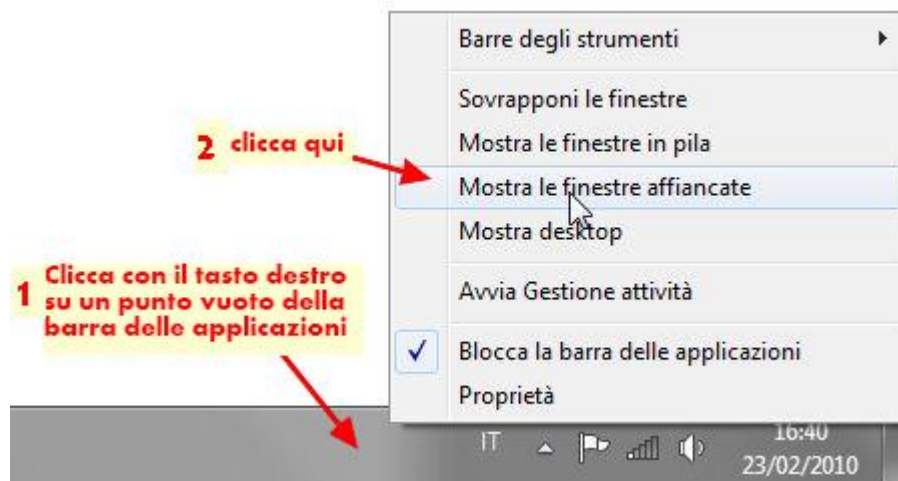 Barre degli strumenti
Sovrapponi le finestre
Mostra le finestre in pila
2 clicca qui
Mostra le finestre affiancate
Mostra desktop
1 Clicca con il tasto destro
su un punto vuoto della
barra delle applicazioni
Avvia Gestione attività
Blocca la barra delle applicazioni
Proprietà
IT
16:40
23/02/2010